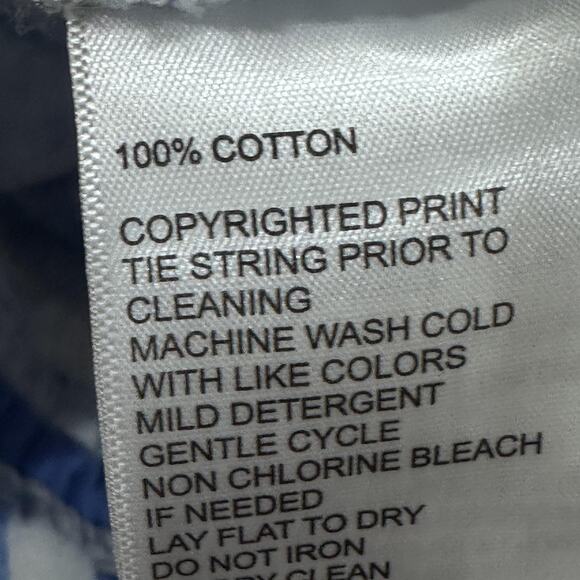 100% COTTON
COPYRIGHTED PRINT
TIE STRING PRIOR TO
CLEANING
MACHINE WASH COLD
WITH LIKE COLORS
MILD DETERGENT
GENTLE CYCLE
NON CHLORINE BLEACH
IF NEEDED
LAY FLAT TO DRY
DO NOT IRON
CLEAN